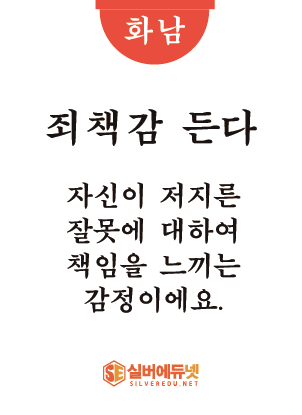 화남
죄책감 든다
자신이 저지른
잘못에 대하여
책임을 느끼는
감정이에요.
SE 실버에듀넷
SILVEREDU.NET